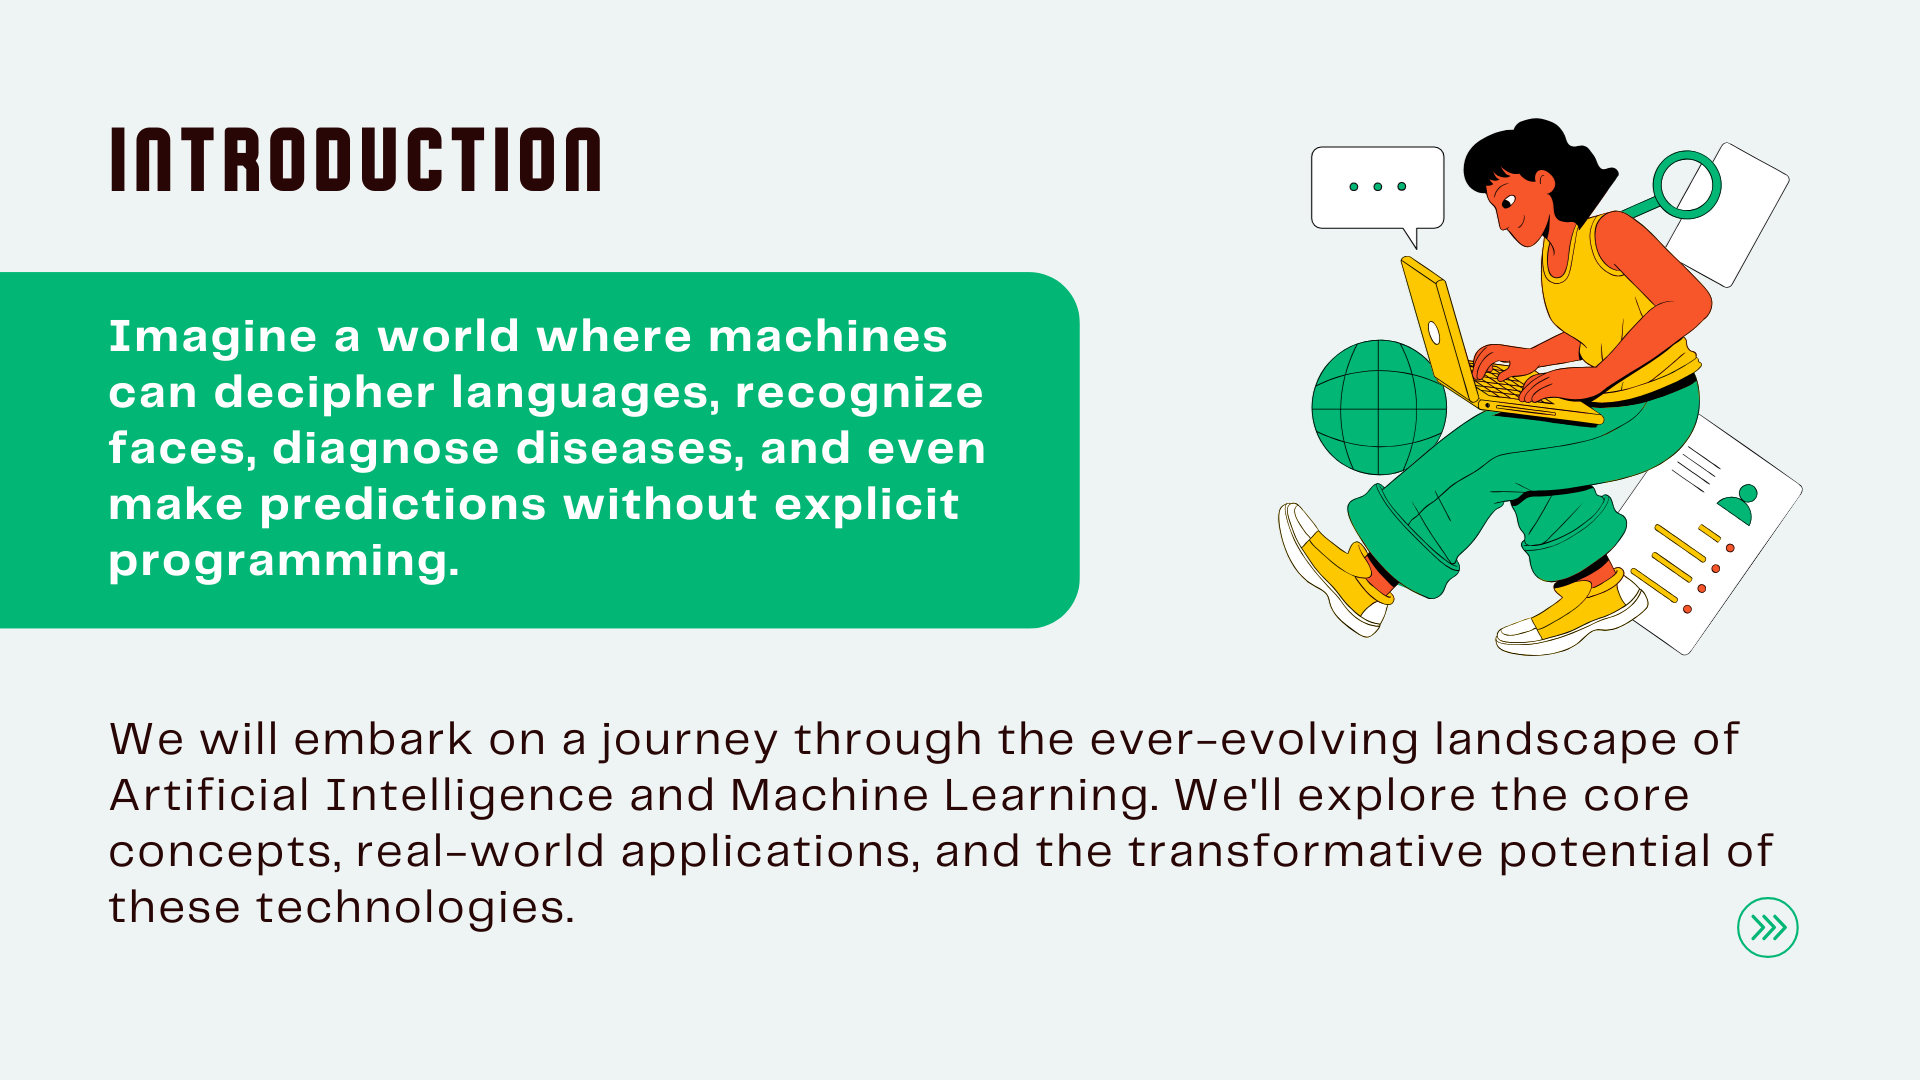 INTRODUCTION
Imagine a world where machines
can decipher languages, recognize
faces, diagnose diseases, and even
make predictions without explicit
programming.
We will embark on a journey through the ever-evolving landscape of
Artificial Intelligence and Machine Learning. We'll explore the core
concepts, real-world applications, and the transformative potential of
these technologies.